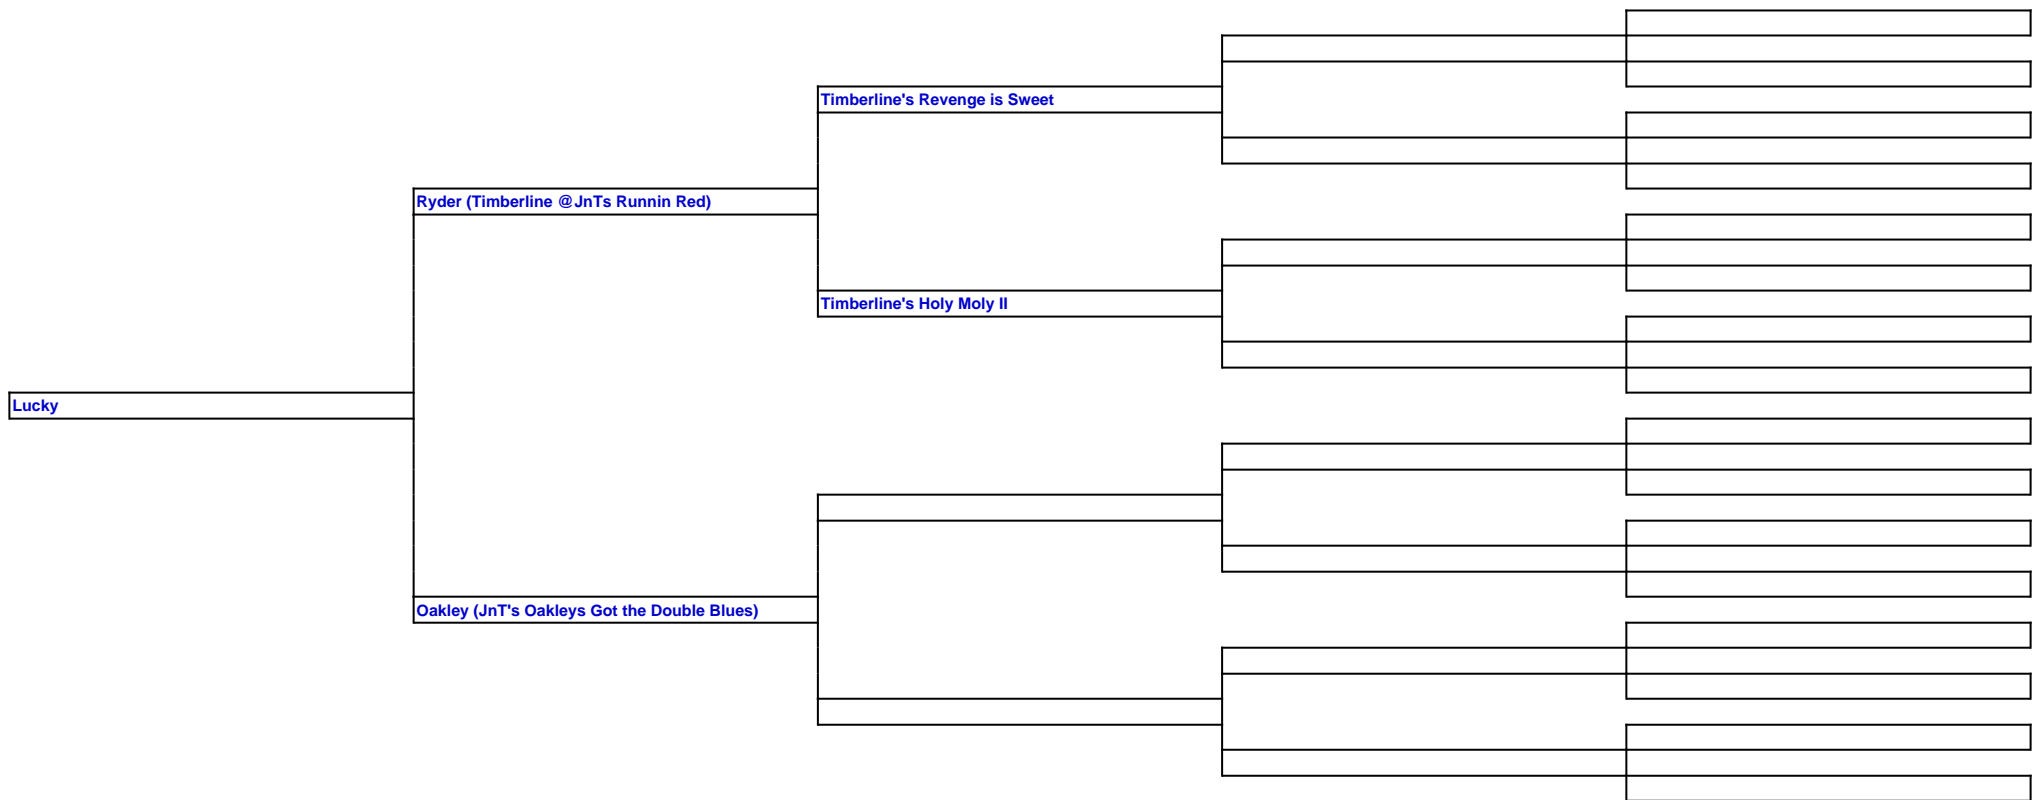 Timberline's Revenge is Sweet
Ryder (Timberline @JnTs Runnin Red)
Timberline's Holy Moly II
Lucky
Oakley (JnT's Oakleys Got the Double Blues)